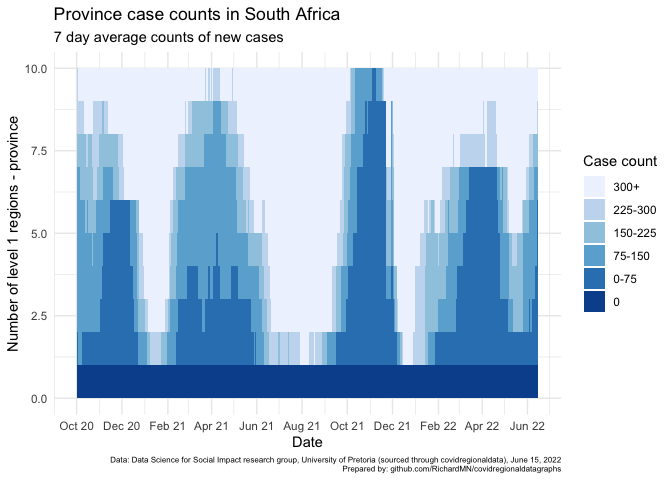 Province case counts in South Africa
7 day average counts of new cases
Number of level 1 regions - province
10.0
7.5
5.0
2.5
0.0
Oct 20 Dec 20 Feb 21 Apr 21 Jun 21 Aug 21 Oct 21 Dec 21 Feb 22 Apr 22 Jun 22
Date
Case count
300+
225-300
150-225
75-150
0-75
0
Data: Data Science for Social Impact research group, University of Pretoria (sourced through covidregionaldata), June 15, 2022
Prepared by: github.com/RichardMN/covidregionaldatagraphs